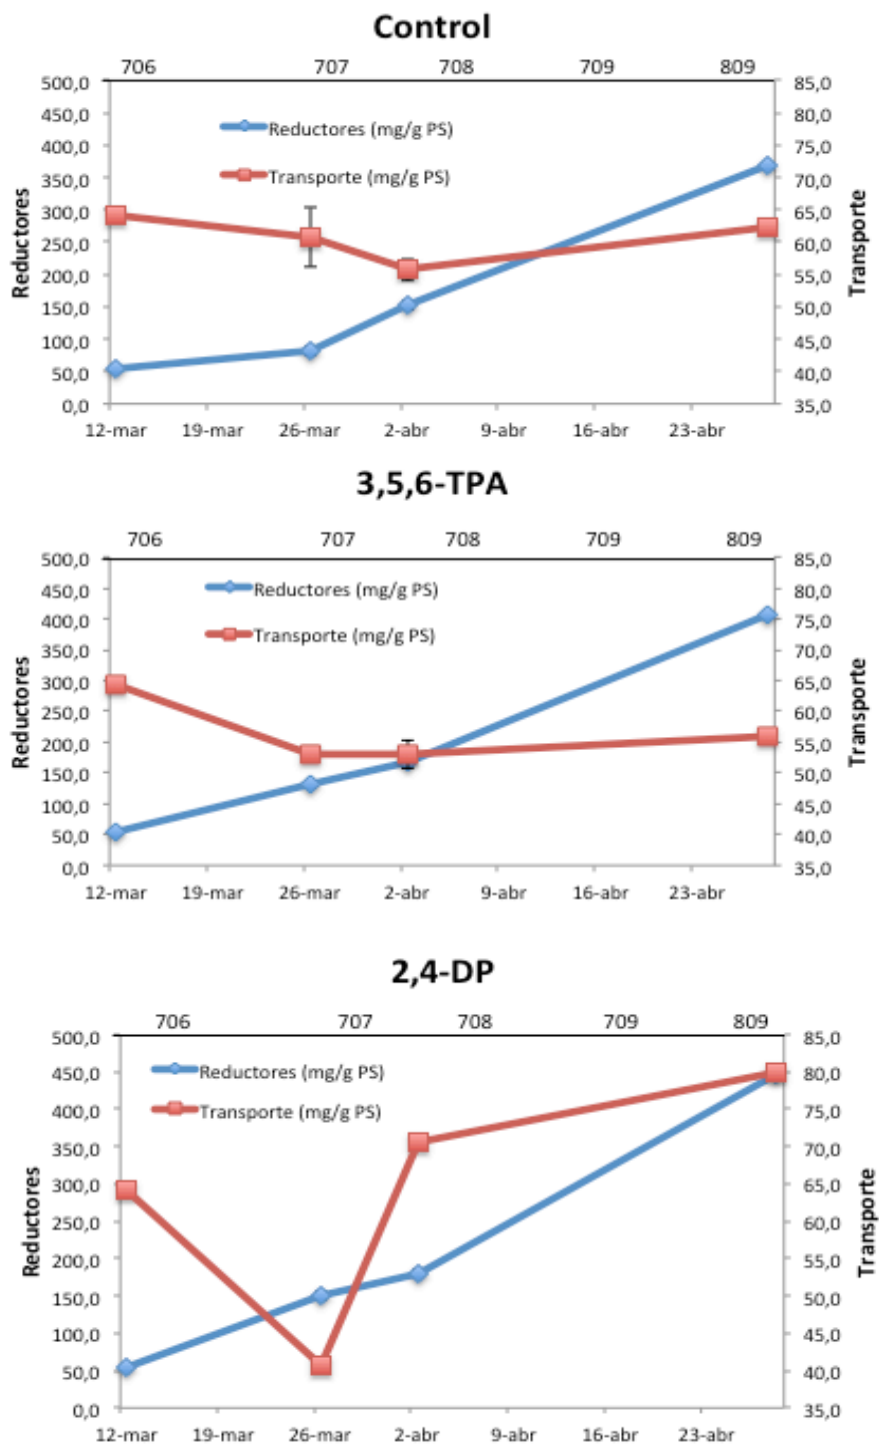 Control
706 707 708 709 809
500,0 85,0
450,0 80,0
Reductores (mg/g PS)
400,0 75,0
350,0 70,0
Transporte (mg/g PS)
300,0 65,0
250,0 60,0
200,0 55,0
150,0 50,0
100,0 45,0
50,0 40,0
0,0 35,0
Reductores
Transporte
12-mar 19-mar 26-mar 2-abr 9-abr 16-abr 23-abr
3,5,6-TPA
706 707 708 709 809
500,0 85,0
450,0 80,0
Reductores (mg/g PS)
400,0 75,0
Transporte (mg/g PS)
350,0 70,0
300,0 65,0
250,0 60,0
200,0 55,0
150,0 50,0
100,0 45,0
50,0 40,0
0,0 35,0
Reductores
Transporte
12-mar 19-mar 26-mar 2-abr 9-abr 16-abr 23-abr
2,4-DP
706 707 708 709 809
500,0 85,0
450,0 80,0
Reductores (mg/g PS)
400,0 75,0
Transporte (mg/g PS)
350,0 70,0
300,0 65,0
250,0 60,0
200,0 55,0
150,0 50,0
100,0 45,0
50,0 40,0
0,0 35,0
Reductores
Transporte
12-mar 19-mar 26-mar 2-abr 9-abr 16-abr 23-abr